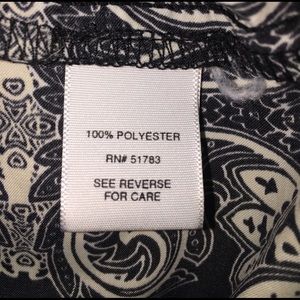 100% POLYESTER
RN# 51783
SEE REVERSE
FOR CARE